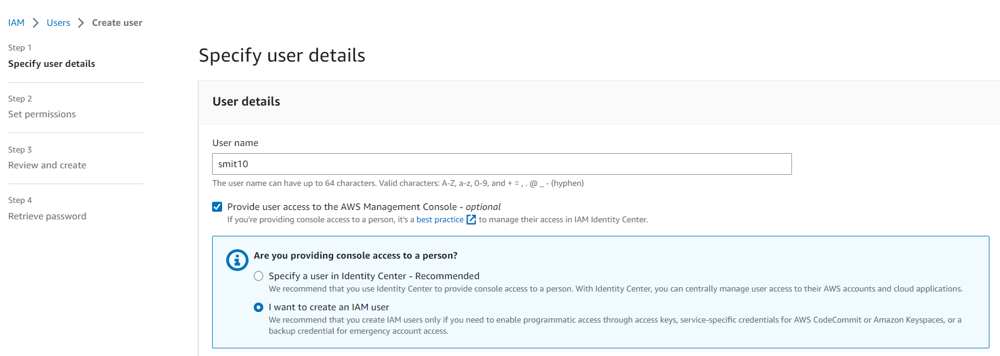 IAM > Users > Create user
Step 1
Specify user details
Step 2
Set permissions
Step 3
Review and create
Step 4
Retrieve password
Specify user details
User details
User name
smit10
The user name can have up to 64 characters. Valid characters: A-Z, a-z, 0-9, and + = , . @ _ - (hyphen)
Provide user access to the AWS Management Console - optional
If you're providing console access to a person, it's a best practice to manage their access in IAM Identity Center.
Are you providing console access to a person?
Specify a user in Identity Center - Recommended
We recommend that you use Identity Center to provide console access to a person. With Identity Center, you can centrally manage user access to their AWS accounts and cloud applications.
I want to create an IAM user
We recommend that you create IAM users only if you need to enable programmatic access through access keys, service-specific credentials for AWS CodeCommit or Amazon Keyspaces, or a
backup credential for emergency account access.